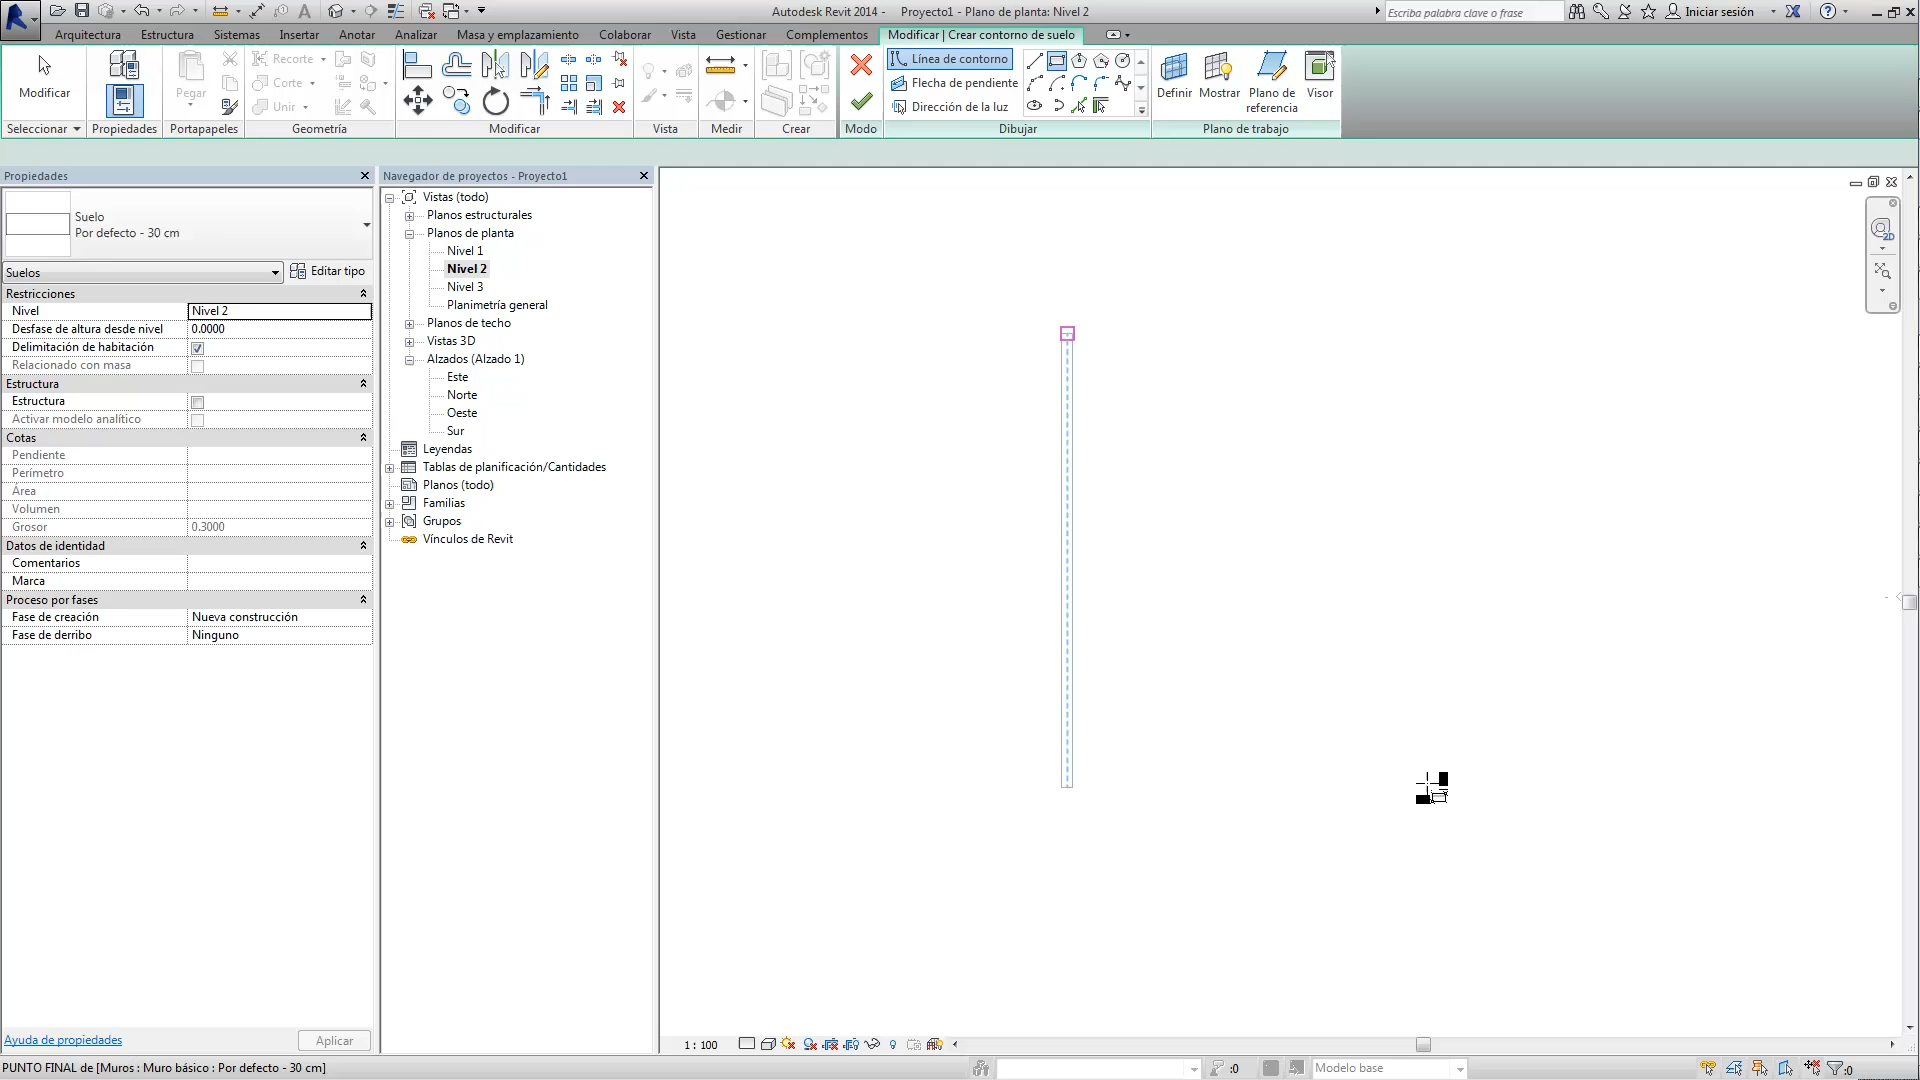 Autodesk Revit 2014 - Proyecto1 - Plano de planta: Nivel 2
Escriba palabra clave o frase
Iniciar sesión
Arquitectura Estructura Sistemas Insertar Anotar Analizar Masa y emplazamiento Colaborar Vista Gestionar Complementos Modificar | Crear contorno de suelo
Modificar
Pegar
Recorte
Corte
Unir
Línea de contorno
Flecha de pendiente
Dirección de la luz
Definir Mostrar Plano de referencia Visor
Seleccionar Propiedades Portapapeles Geometría Modificar Vista Medir Crear Modo Dibujar Plano de trabajo
Propiedades
Suelo
Por defecto - 30 cm
Suelos
Editar tipo
Restricciones
Nivel Nivel 2
Desfase de altura desde nivel 0.0000
Delimitación de habitación
Relacionado con masa
Estructura
Estructura
Activar modelo analítico
Cotas
Pendiente
Perímetro
Área
Volumen
Grosor 0.3000
Datos de identidad
Comentarios
Marca
Proceso por fases
Fase de creación Nueva construcción
Fase de derribo Ninguno
Ayuda de propiedades
Aplicar
Navegador de proyectos - Proyecto1
Vistas (todo)
Planos estructurales
Planos de planta
Nivel 1
Nivel 2
Nivel 3
Planimetría general
Planos de techo
Vistas 3D
Alzados (Alzado 1)
Este
Norte
Oeste
Sur
Leyendas
Tablas de planificación/Cantidades
Planos (todo)
Familias
Grupos
Vínculos de Revit
2D
1 : 100
PUNTO FINAL de [Muros : Muro básico : Por defecto - 30 cm]
:0
Modelo base
:0